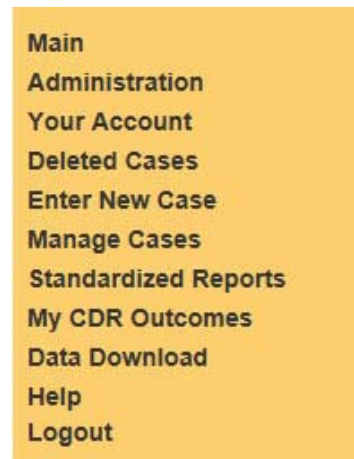 Main
Administration
Your Account
Deleted Cases
Enter New Case
Manage Cases
Standardized Reports
My CDR Outcomes
Data Download
Help
Logout